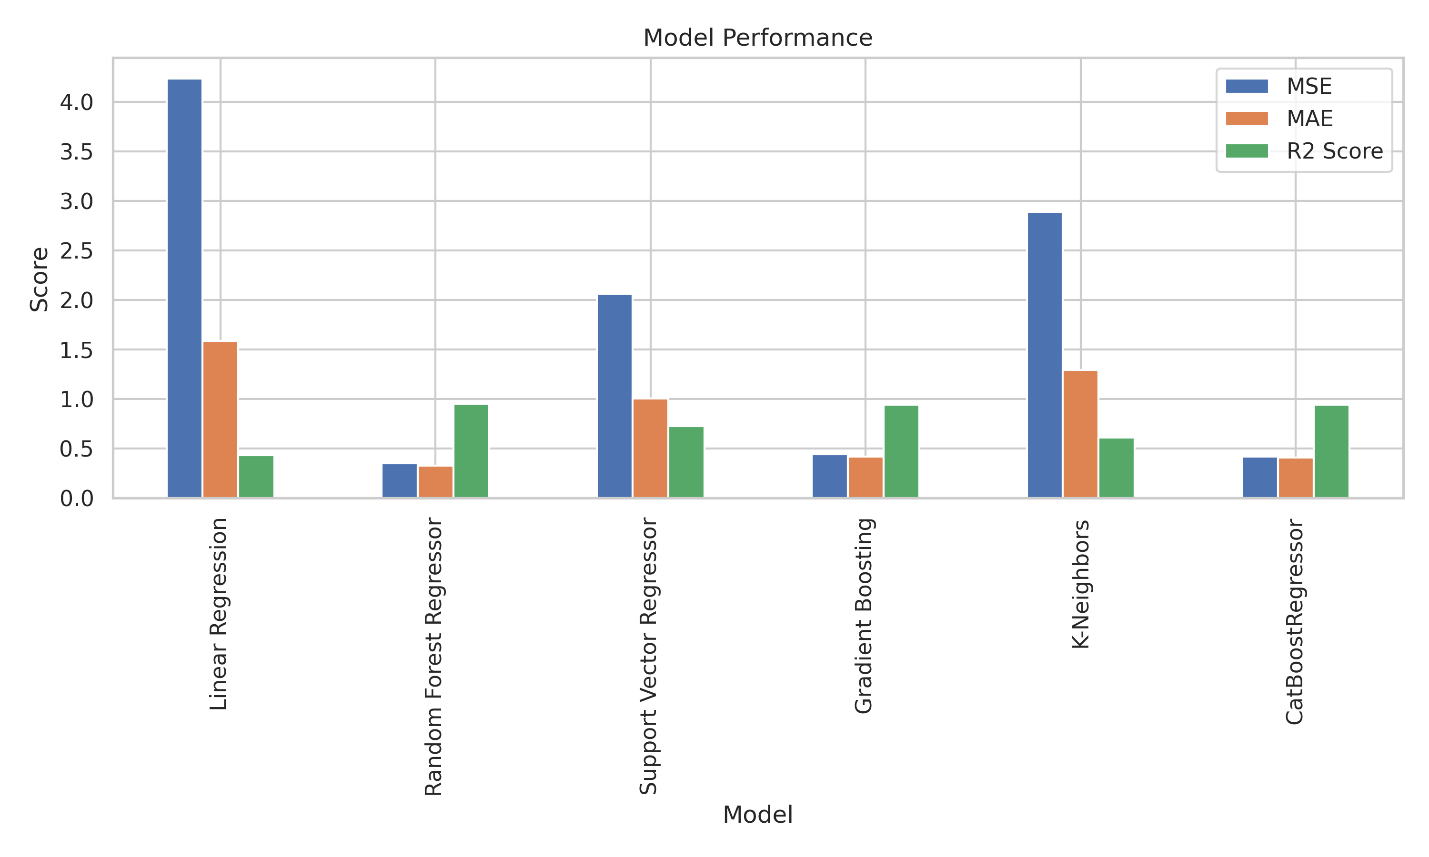 Model Performance
MSE
MAE
R2 Score
Score
4.0
3.5
3.0
2.5
2.0
1.5
1.0
0.5
0.0
Linear Regression
Random Forest Regressor
Support Vector Regressor
Gradient Boosting
K-Neighbors
CatBoostRegressor
Model